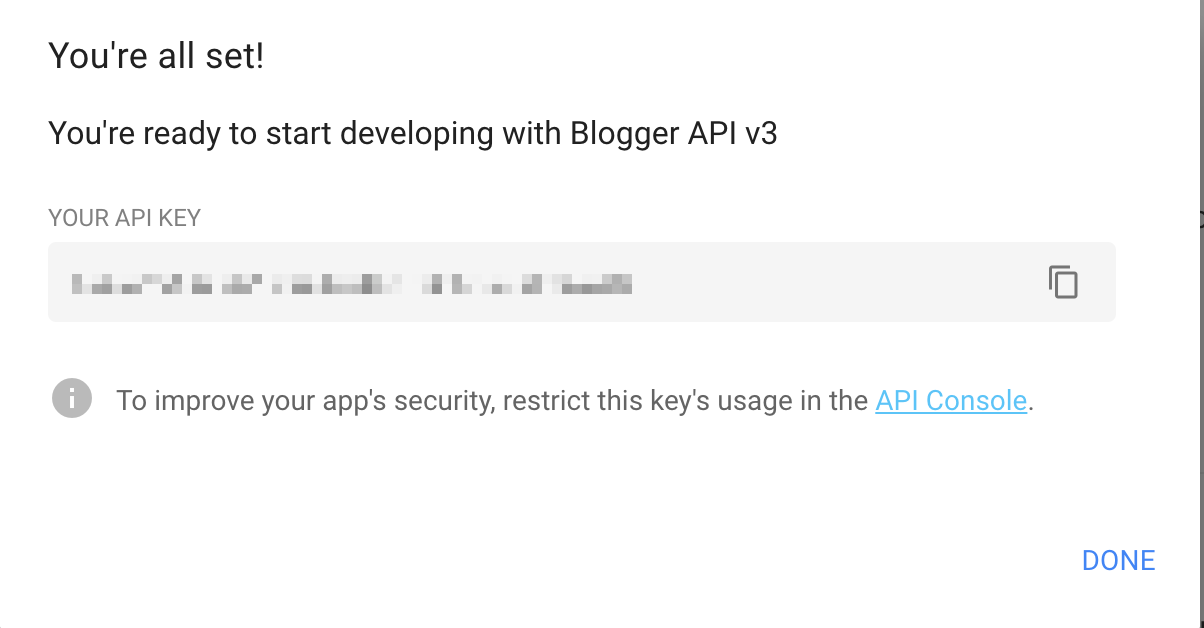 You're all set!
You're ready to start developing with Blogger API v3
YOUR API KEY
To improve your app's security, restrict this key's usage in the API Console.
DONE